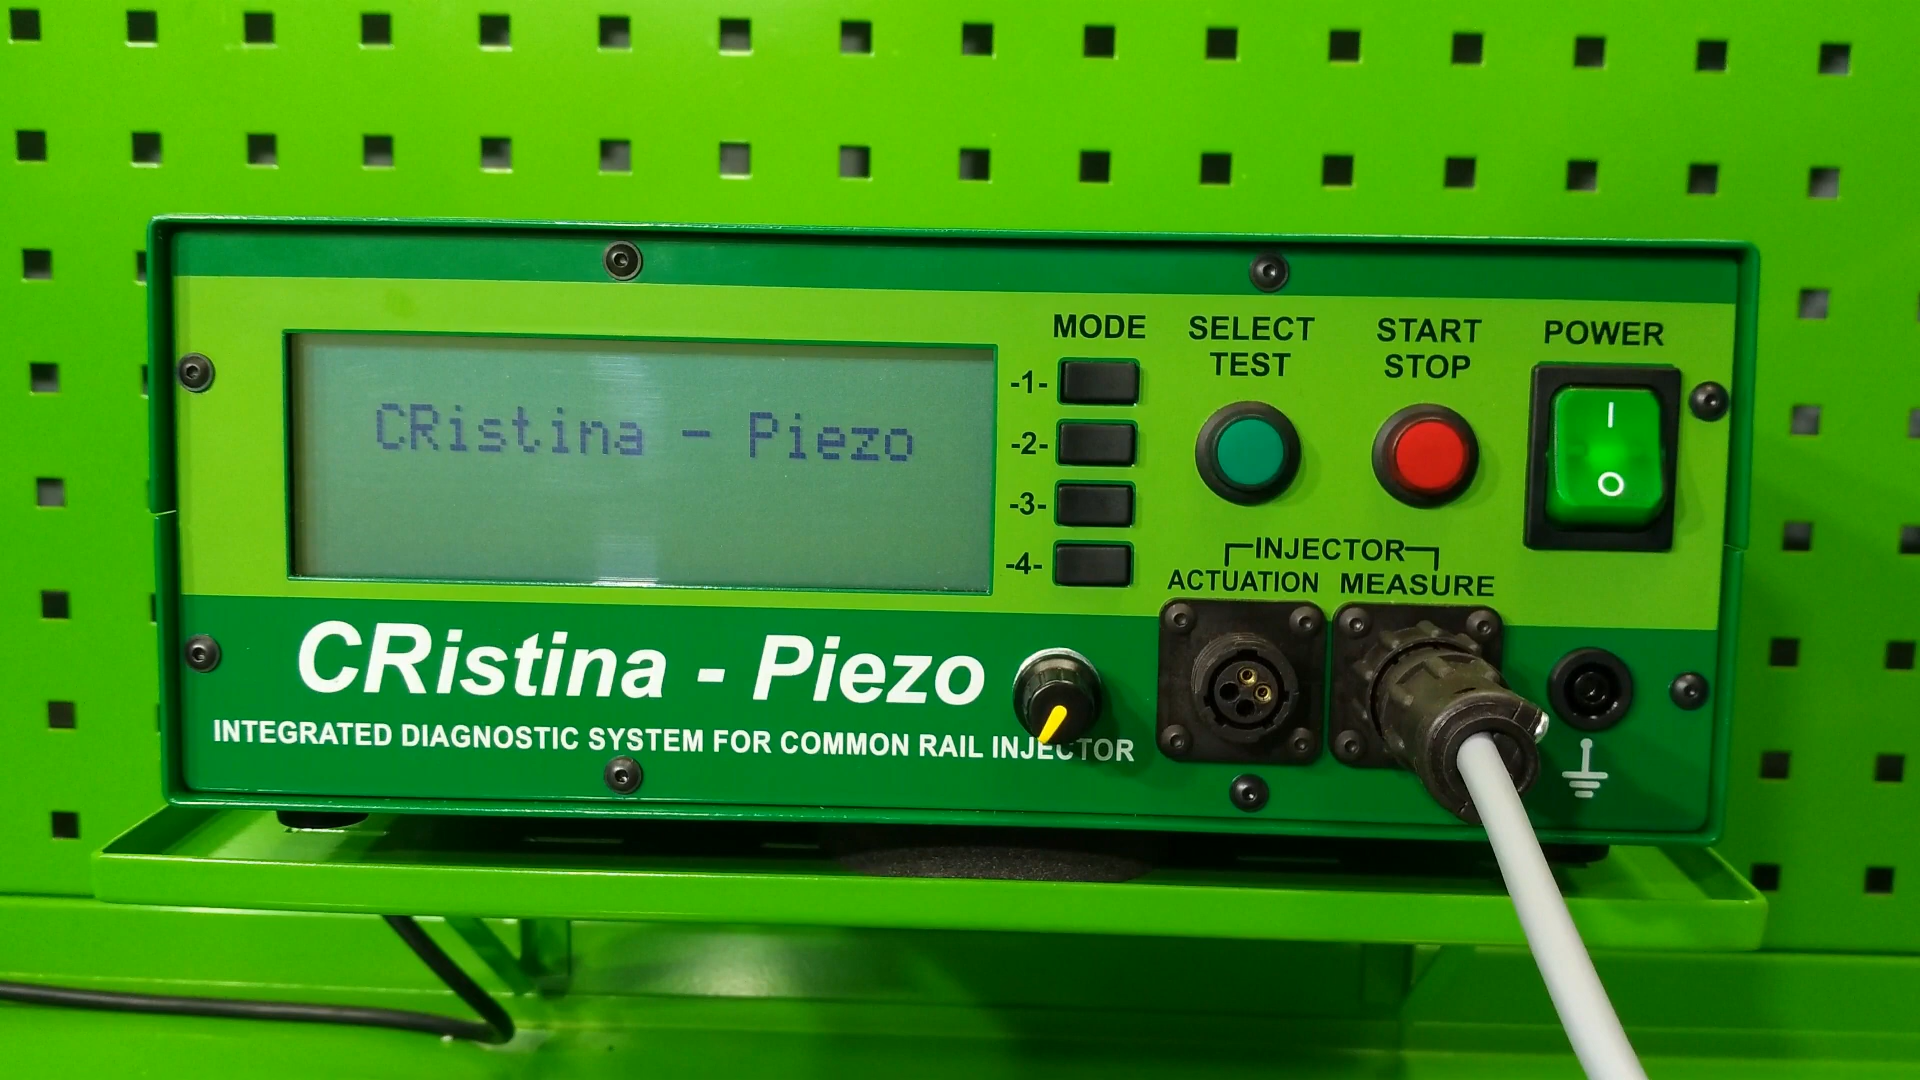 CRistina - Piezo
MODE
-1-
-2-
-3-
-4-
SELECT
TEST
START
STOP
POWER
I
O
INJECTOR
ACTUATION MEASURE
CRistina - Piezo
INTEGRATED DIAGNOSTIC SYSTEM FOR COMMON RAIL INJECTOR